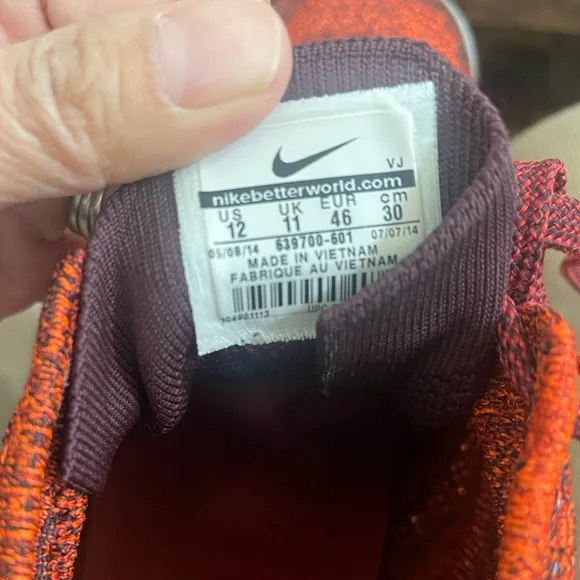 VJ
nikebetterworld.com
US UK EUR cm
12 11 46 30
05/08/14 639700-601 07/07/14
MADE IN VIETNAM
FABRIQUE AU VIETNAM
UPC